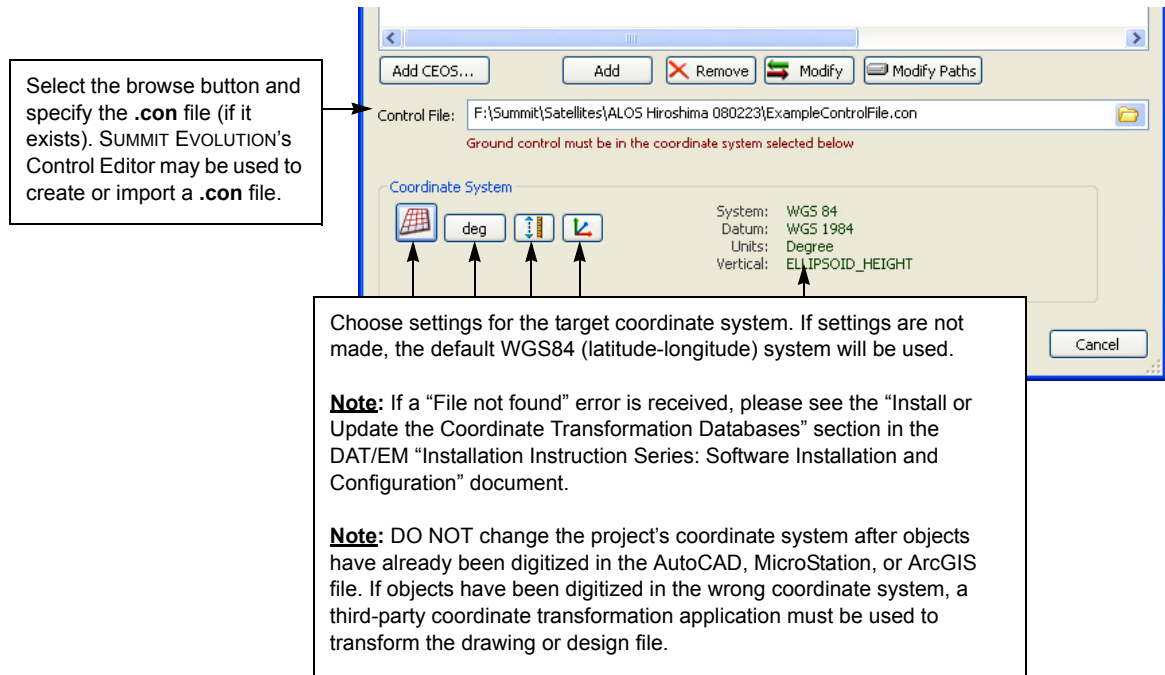 Add CEOS...
Add
Remove
Modify
Modify Paths
Select the browse button and
specify the .con file (if it
exists). SUMMIT EVOLUTION'S
Control Editor may be used to
create or import a .con file.
Control File:
F:\Summit\Satellites\ALOS Hiroshima 080223\ExampleControlFile.con
Ground control must be in the coordinate system selected below
Coordinate System
deg
System: WGS 84
Datum: WGS 1984
Units: Degree
Vertical: ELLIPSOID_HEIGHT
Choose settings for the target coordinate system. If settings are not
made, the default WGS84 (latitude-longitude) system will be used.
Note: If a “File not found” error is received, please see the “Install or
Update the Coordinate Transformation Databases” section in the
DAT/EM “Installation Instruction Series: Software Installation and
Configuration” document.
Note: DO NOT change the project’s coordinate system after objects
have already been digitized in the AutoCAD, MicroStation, or ArcGIS
file. If objects have been digitized in the wrong coordinate system, a
third-party coordinate transformation application must be used to
transform the drawing or design file.
Cancel